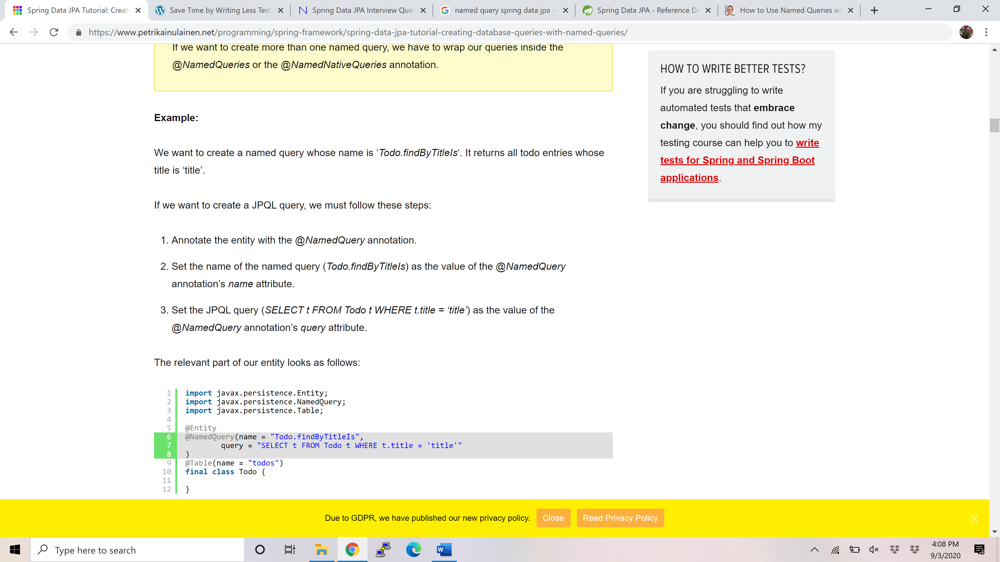 Spring Data JPA Tutorial: Creati
Save Time by Writing Less Test
Spring Data JPA Interview Ques
named query spring data jpa -
Spring Data JPA - Reference Do
How to Use Named Queries wi
https://www.petrikainulainen.net/programming/spring-framework/spring-data-jpa-tutorial-creating-database-queries-with-named-queries/
If we want to create more than one named query, we have to wrap our queries inside the
@NamedQueries or the @NamedNativeQueries annotation.
Example:
We want to create a named query whose name is ‘Todo.findByTitleIs‘. It returns all todo entries whose
title is ‘title’.
If we want to create a JPQL query, we must follow these steps:
1. Annotate the entity with the @NamedQuery annotation.
2. Set the name of the named query (Todo.findByTitleIs) as the value of the @NamedQuery
annotation’s name attribute.
3. Set the JPQL query (SELECT t FROM Todo t WHERE t.title = ‘title’) as the value of the
@NamedQuery annotation’s query attribute.
The relevant part of our entity looks as follows:
1 import javax.persistence.Entity;
2 import javax.persistence.NamedQuery;
3 import javax.persistence.Table;
4
5 @Entity
6 @NamedQuery(name = "Todo.findByTitleIs",
7 query = "SELECT t FROM Todo t WHERE t.title = 'title'"
8 )
9 @Table(name = "todos")
10 final class Todo {
11
12 }
HOW TO WRITE BETTER TESTS?
If you are struggling to write
automated tests that embrace
change, you should find out how my
testing course can help you to write
tests for Spring and Spring Boot
applications.
Due to GDPR, we have published our new privacy policy.
Close
Read Privacy Policy
Type here to search
4:08 PM
9/3/2020